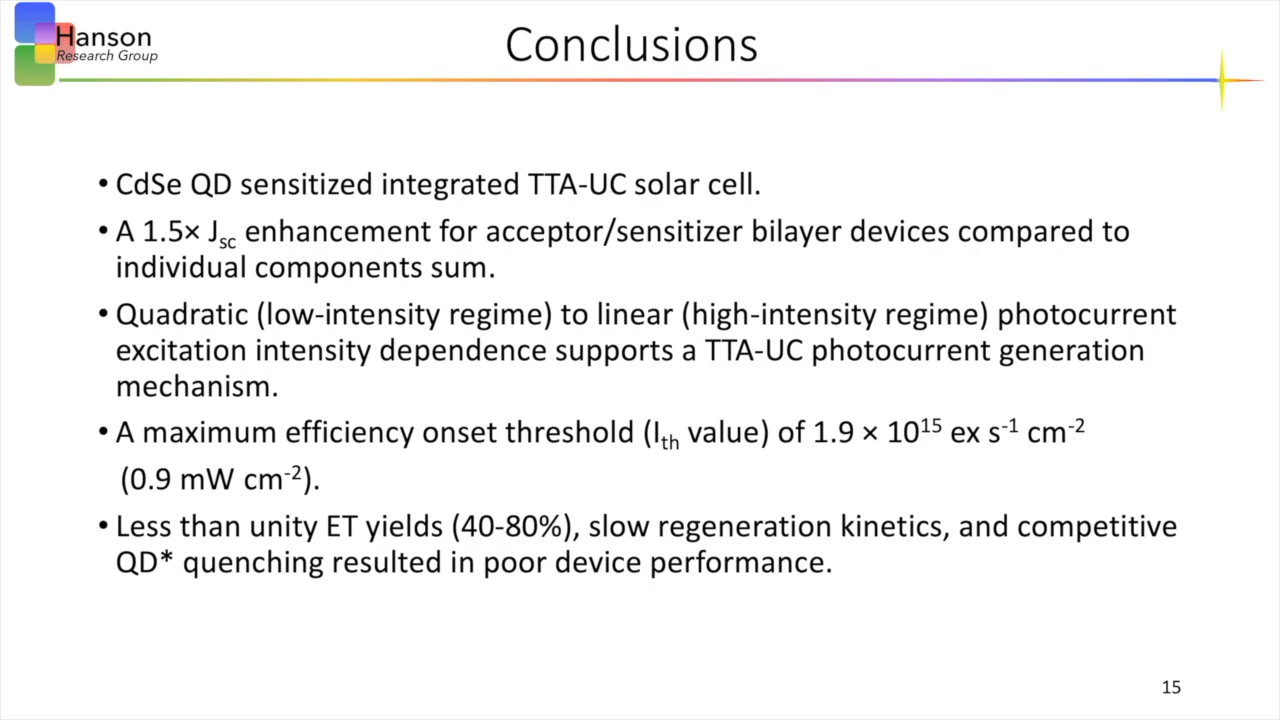 Hanson
Research Group
Conclusions
• CdSe QD sensitized integrated TTA-UC solar cell.
• A 1.5× Jsc enhancement for acceptor/sensitizer bilayer devices compared to
individual components sum.
• Quadratic (low-intensity regime) to linear (high-intensity regime) photocurrent
excitation intensity dependence supports a TTA-UC photocurrent generation
mechanism.
• A maximum efficiency onset threshold (Ith value) of 1.9 × 10¹⁵ ex s⁻¹ cm⁻²
(0.9 mW cm⁻²).
• Less than unity ET yields (40-80%), slow regeneration kinetics, and competitive
QD* quenching resulted in poor device performance.
15